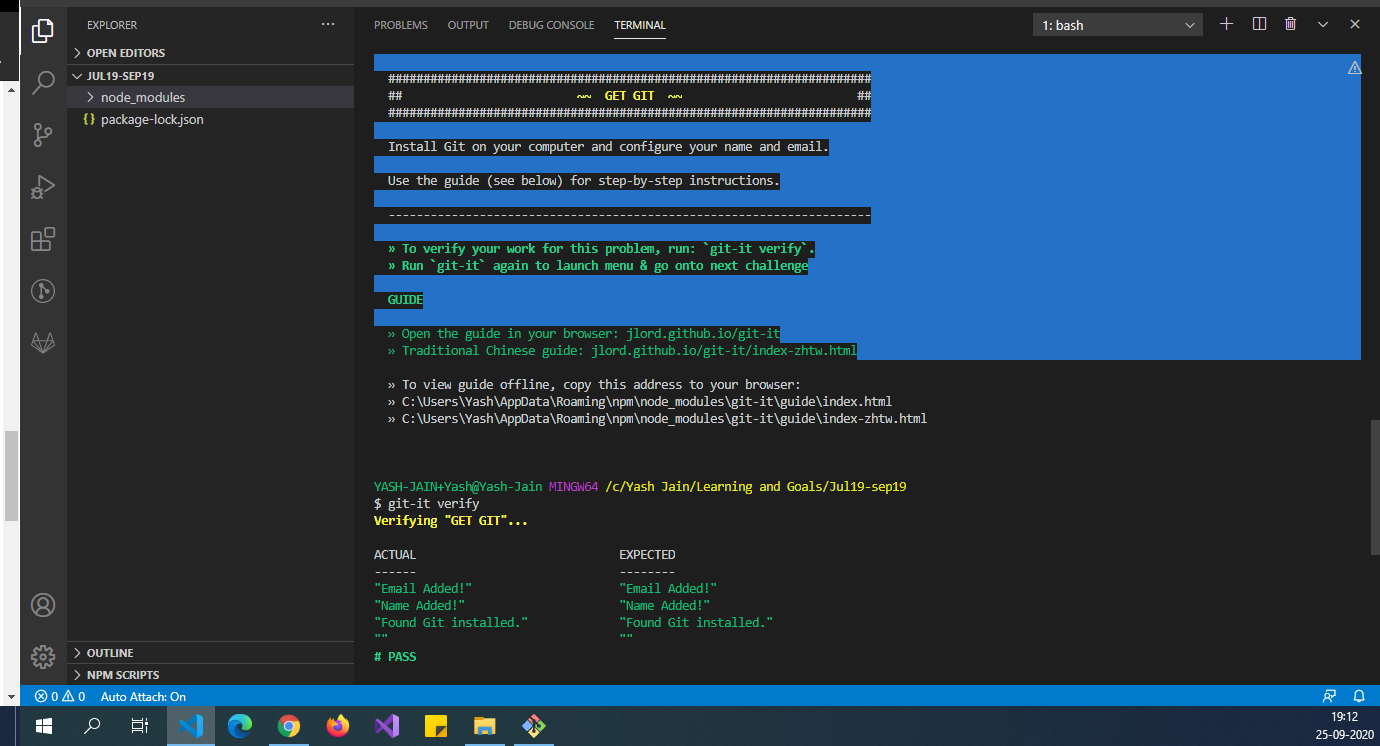 EXPLORER
OPEN EDITORS
JUL19-SEP19
node_modules
{} package-lock.json
OUTLINE
NPM SCRIPTS
PROBLEMS OUTPUT DEBUG CONSOLE TERMINAL
1: bash
#####################################################################
## ~~ GET GIT ~~ ##
#####################################################################
Install Git on your computer and configure your name and email.
Use the guide (see below) for step-by-step instructions.
---------------------------------------------------------------------
» To verify your work for this problem, run: `git-it verify`.
» Run `git-it` again to launch menu & go onto next challenge
GUIDE
» Open the guide in your browser: jlord.github.io/git-it
» Traditional Chinese guide: jlord.github.io/git-it/index-zhtw.html
» To view guide offline, copy this address to your browser:
» C:\Users\Yash\AppData\Roaming\npm\node_modules\git-it\guide\index.html
» C:\Users\Yash\AppData\Roaming\npm\node_modules\git-it\guide\index-zhtw.html
YASH-JAIN+Yash@Yash-Jain MINGW64 /c/Yash Jain/Learning and Goals/Jul19-sep19
$ git-it verify
Verifying "GET GIT"...
ACTUAL EXPECTED
------ --------
"Email Added!" "Email Added!"
"Name Added!" "Name Added!"
"Found Git installed." "Found Git installed."
"" ""
# PASS
0 0 Auto Attach: On
19:12
25-09-2020